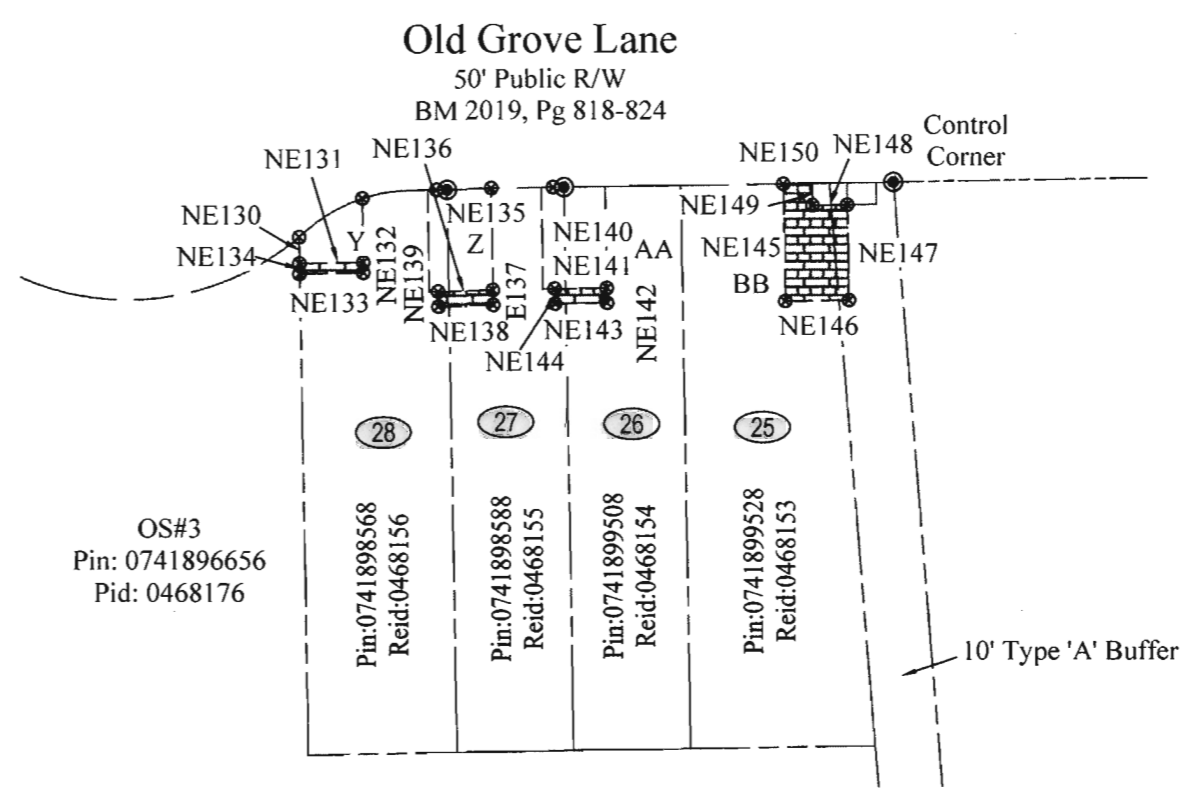 Old Grove Lane
50' Public R/W
BM 2019, Pg 818-824
Control
Corner
NE131
NE136
NE150
NE148
NE130
NE135
NE149
NE134
Y
NE132
Z
NE140
AA
NE145
NE147
NE139
NE141
BB
NE133
E137
NE142
NE138
NE143
NE146
NE144
28
27
26
25
Pin:0741898568
Reid:0468156
Pin:0741898588
Reid:0468155
Pin:0741899508
Reid:0468154
Pin:0741899528
Reid:0468153
OS#3
Pin: 0741896656
Pid: 0468176
10' Type 'A' Buffer